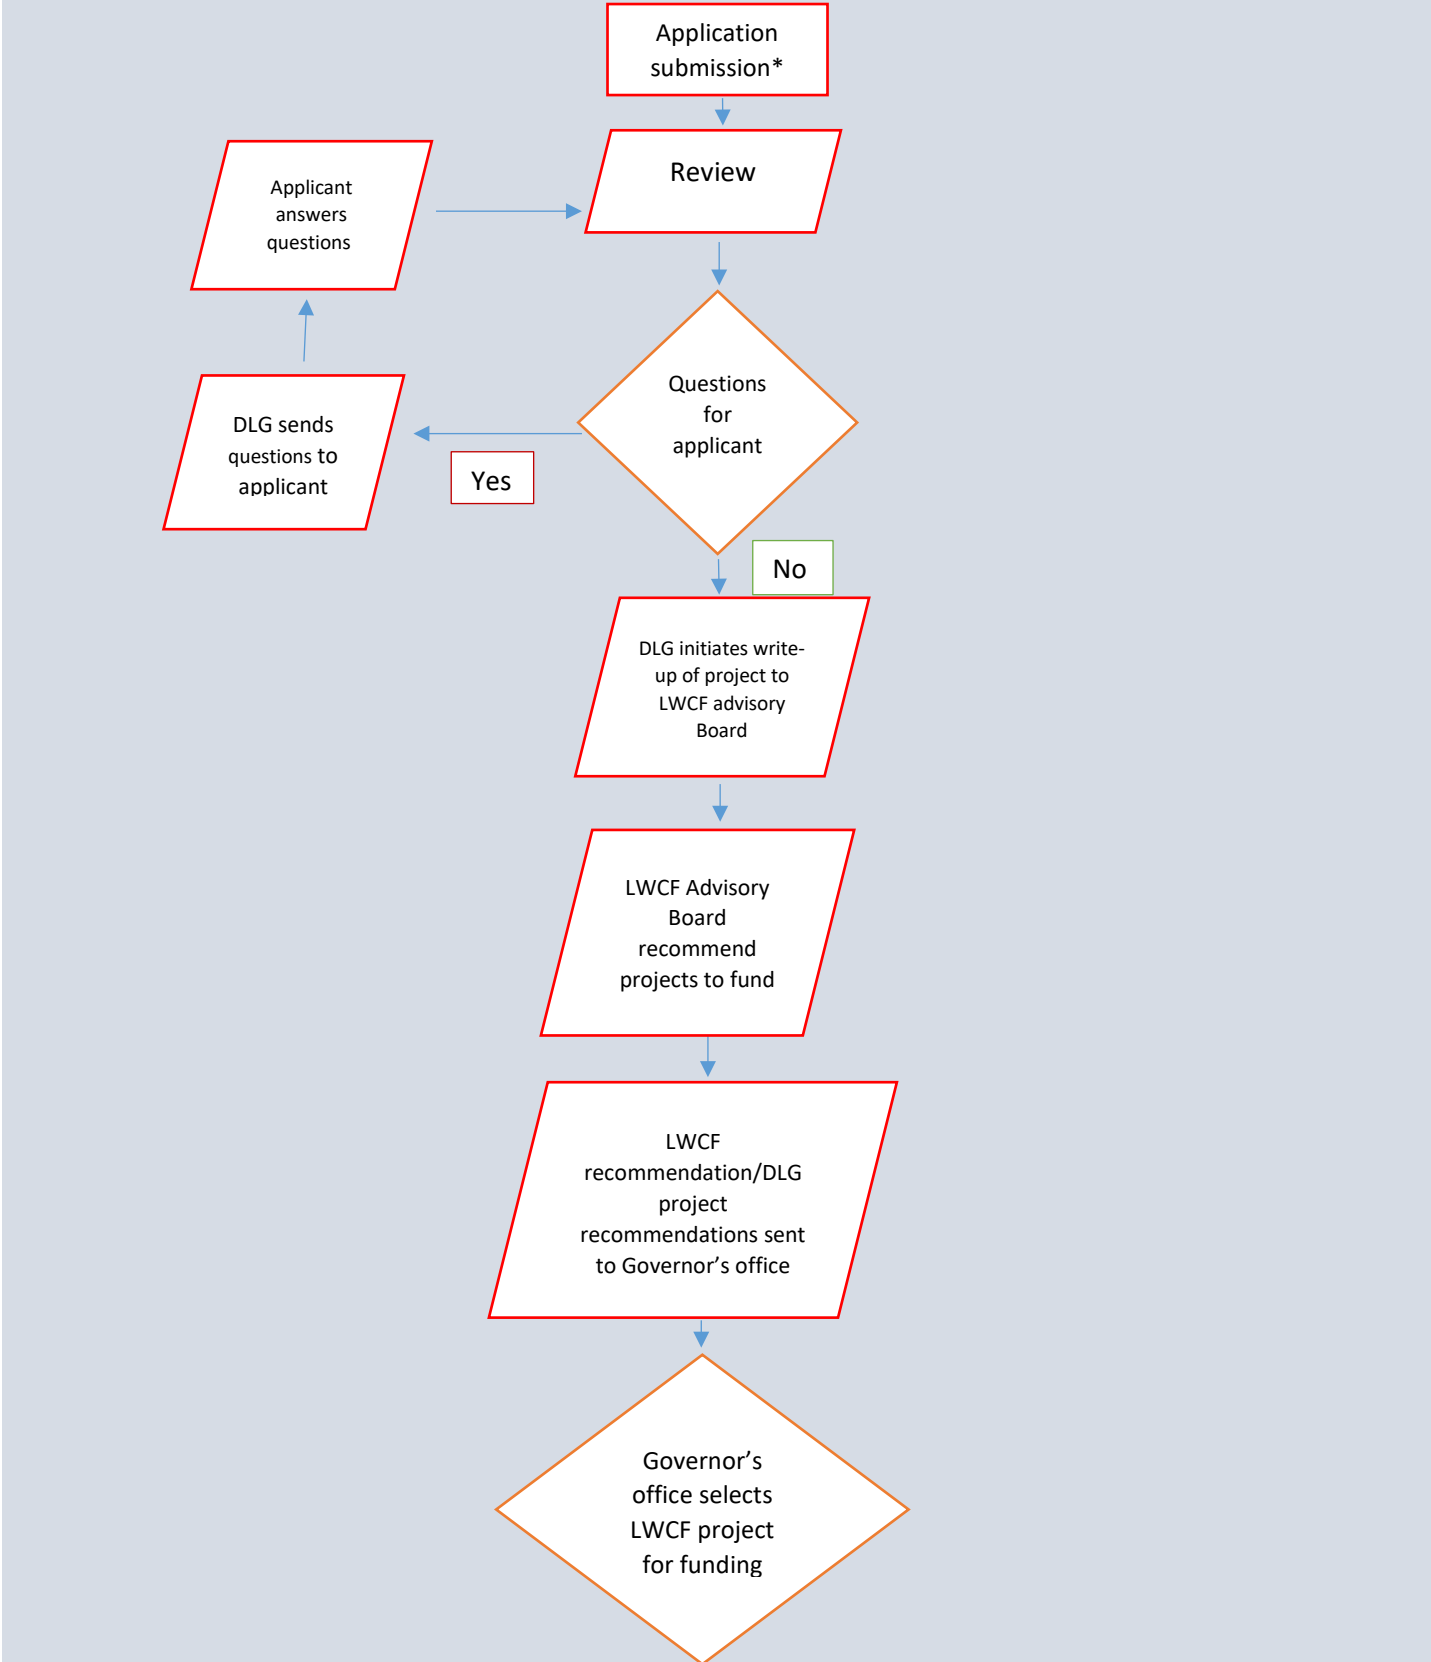 Application
submission*
Review
Applicant
answers
questions
Questions
for
applicant
DLG sends
questions to
applicant
Yes
No
DLG initiates write-
up of project to
LWCF advisory
Board
LWCF Advisory
Board
recommend
projects to fund
LWCF
recommendation/DLG
project
recommendations sent
to Governor’s office
Governor’s
office selects
LWCF project
for funding